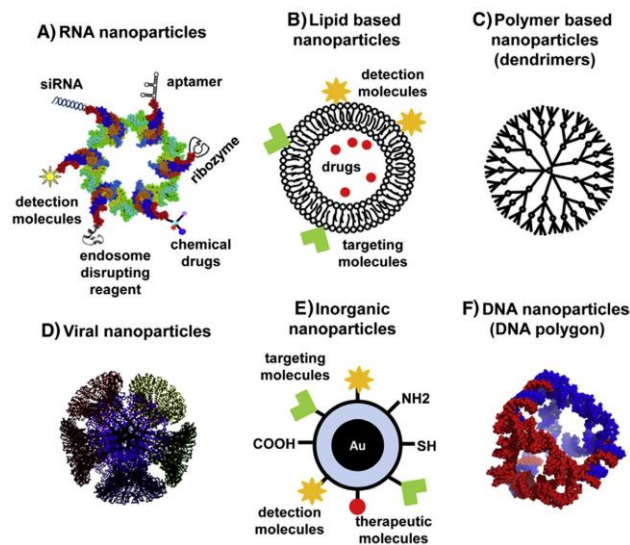 A) RNA nanoparticles
siRNA
aptamer
ribozyme
detection
molecules
endosome
disrupting
reagent
chemical
drugs
B) Lipid based
nanoparticles
detection
molecules
drugs
targeting
molecules
C) Polymer based
nanoparticles
(dendrimers)
D) Viral nanoparticles
E) Inorganic
nanoparticles
targeting
molecules
NH2
COOH
Au
SH
detection
molecules
therapeutic
molecules
F) DNA nanoparticles
(DNA polygon)